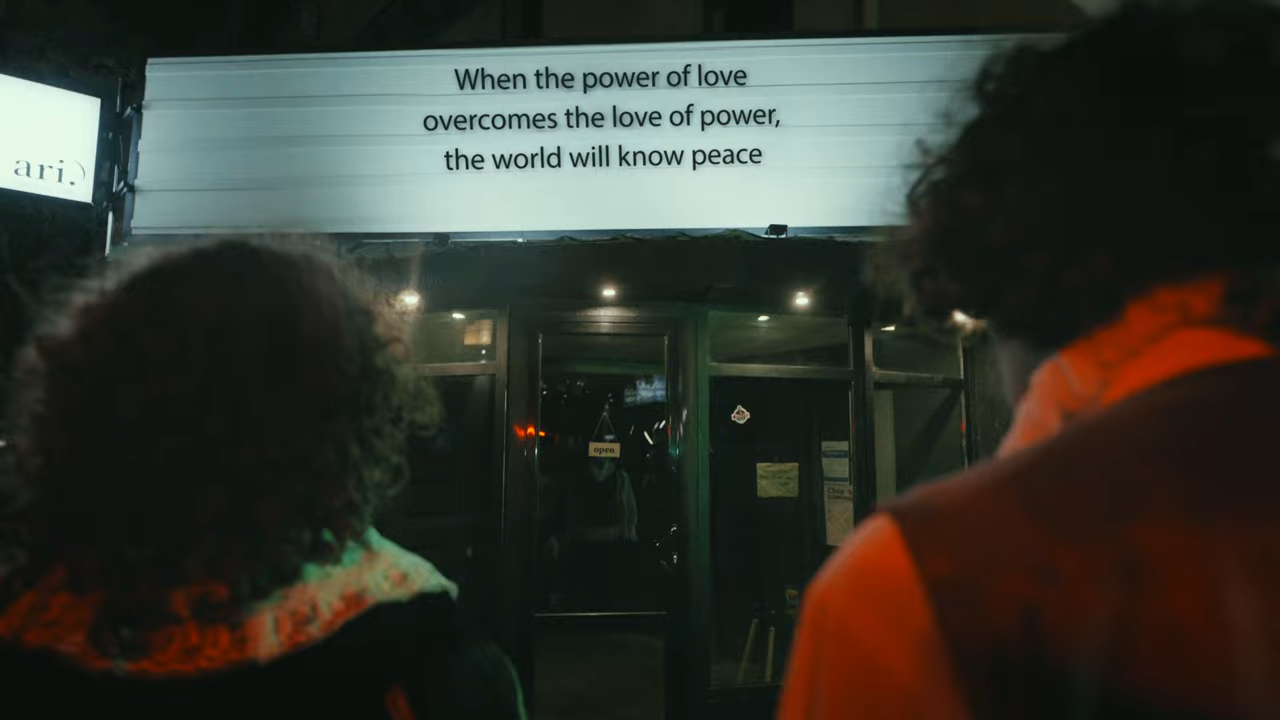 When the power of love
overcomes the love of power,
the world will know peace
ari.
open